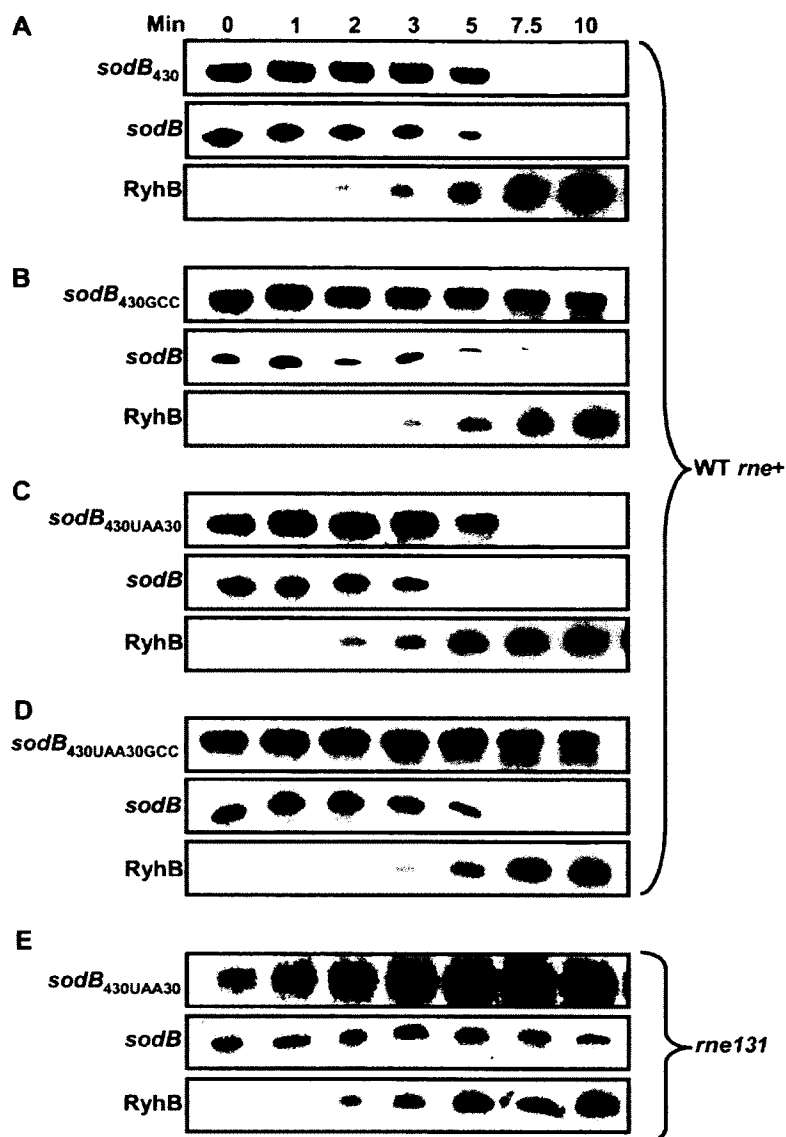 A Min 0 1 2 3 5 7.5 10
sodB430
sodB
RyhB
B
sodB430GCC
sodB
RyhB
WT rne+
C
sodB430UAA30
sodB
RyhB
D
sodB430UAA30GCC
sodB
RyhB
E
sodB430UAA30
sodB
rne131
RyhB